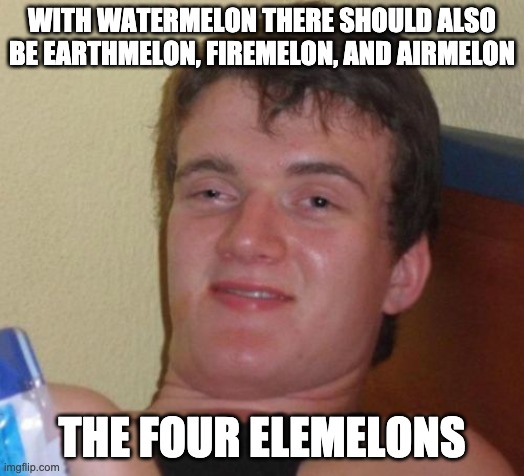 WITH WATERMELON THERE SHOULD ALSO
BE EARTHMELON, FIREMELON, AND AIRMELON
THE FOUR ELEMELONS
imgflip.com